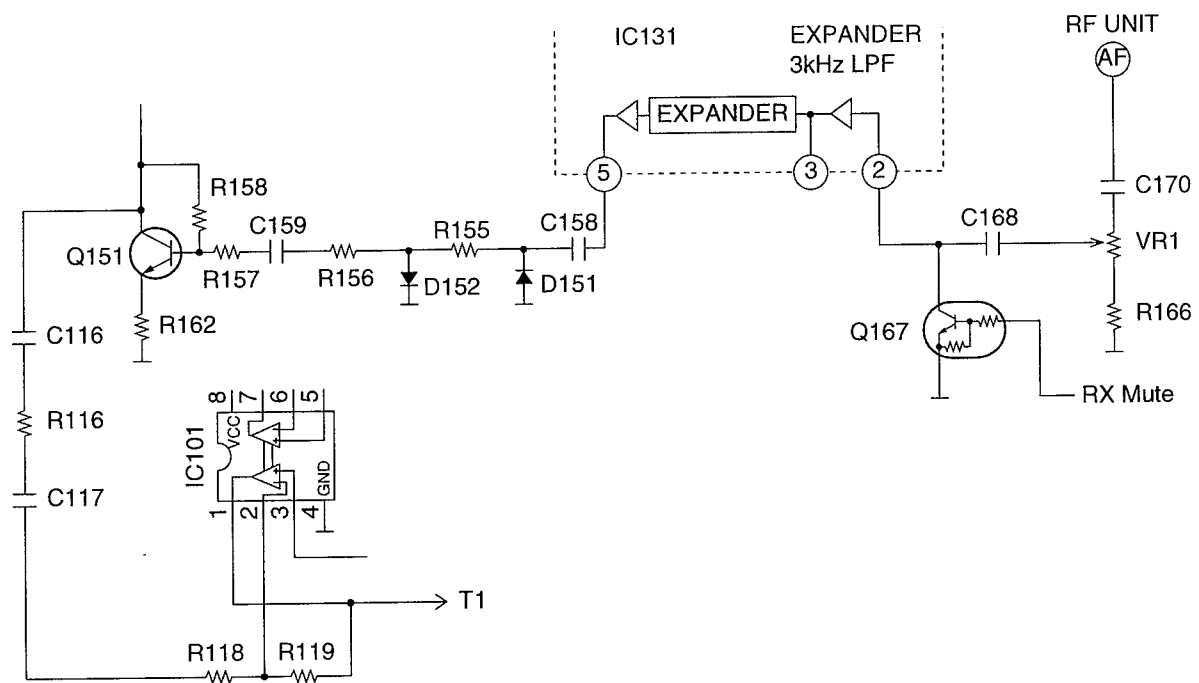 RF UNIT
AF
IC131
EXPANDER
3kHz LPF
EXPANDER
5
3
2
C170
R158
C159
R155
C158
C168
VR1
Q151
R157
R156
D152
D151
R162
Q167
R166
C116
RX Mute
R116
8
7
6
5
VCC
IC101
GND
C117
1
2
3
4
T1
R118
R119